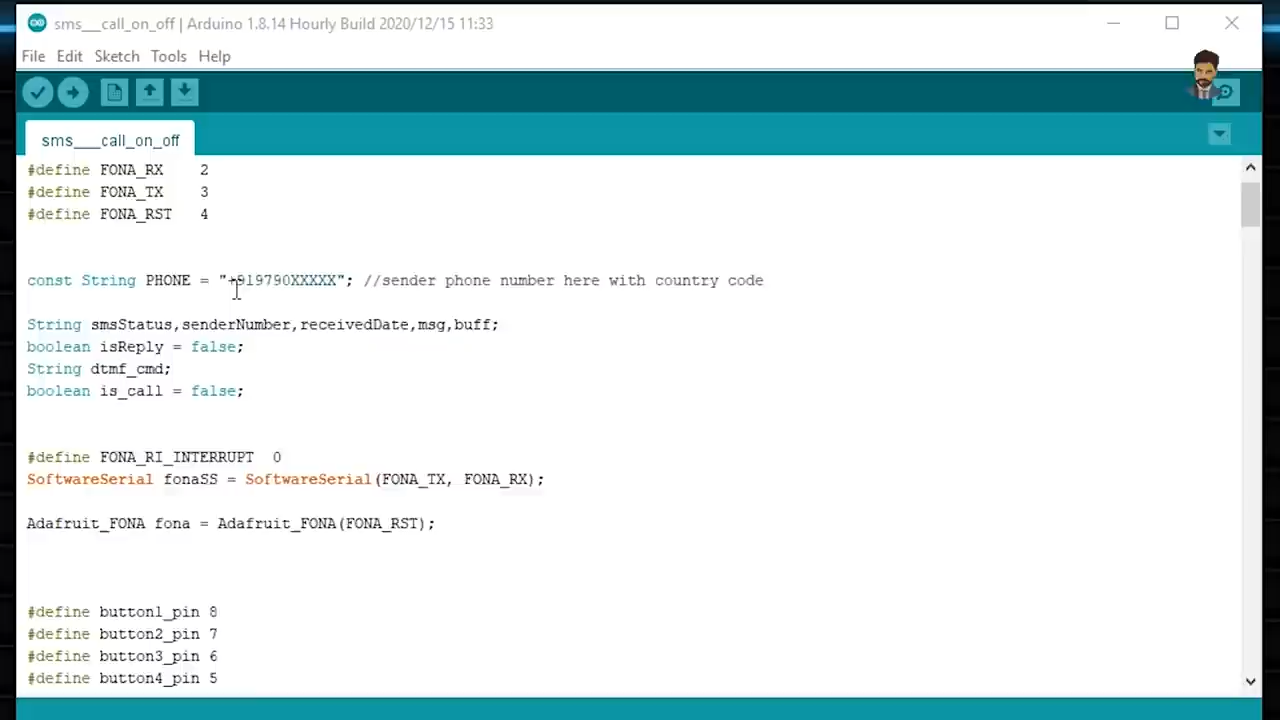 sms___call_on_off | Arduino 1.8.14 Hourly Build 2020/12/15 11:33
File Edit Sketch Tools Help
sms___call_on_off
#define FONA_RX 2
#define FONA_TX 3
#define FONA_RST 4
const String PHONE = "+919790XXXXX"; //sender phone number here with country code
String smsStatus,senderNumber,receivedDate,msg,buff;
boolean isReply = false;
String dtmf_cmd;
boolean is_call = false;
#define FONA_RI_INTERRUPT 0
SoftwareSerial fonaSS = SoftwareSerial(FONA_TX, FONA_RX);
Adafruit_FONA fona = Adafruit_FONA(FONA_RST);
#define button1_pin 8
#define button2_pin 7
#define button3_pin 6
#define button4_pin 5